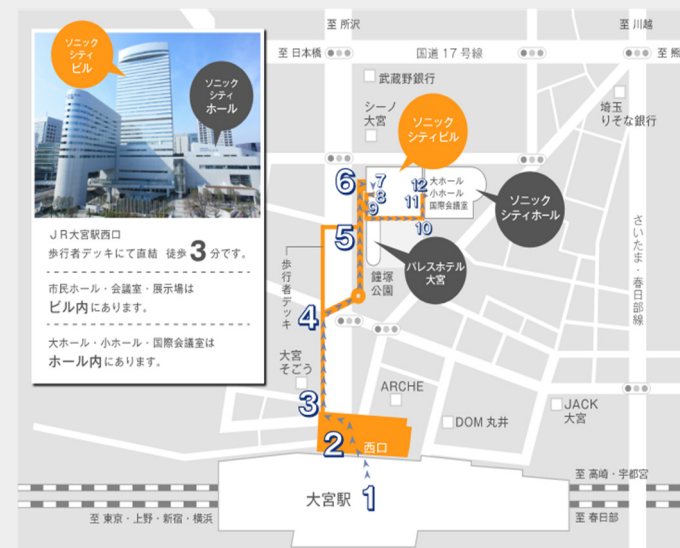 ソニック
シティ
ビル
ソニック
シティ
ホール
JR大宮駅西口
歩行者デッキにて直結 徒歩3分です。
市民ホール・会議室・展示場は
ビル内にあります。
大ホール・小ホール・国際会議室は
ホール内にあります。
至 所沢
至 川越
至 日本橋
国道17号線
至 熊
武蔵野銀行
シーノ
大宮
埼玉
りそな銀行
ソニック
シティビル
6
7
8
9
12
11
10
大ホール
小ホール
国際会議室
ソニック
シティホール
5
パレスホテル
大宮
鐘塚
公園
歩行者デッキ
さいたま・春日部線
4
大宮
そごう
3
ARCHE
DOM 丸井
JACK
大宮
2
西口
大宮駅
1
至 高崎・宇都宮
至 東京・上野・新宿・横浜
至 春日部